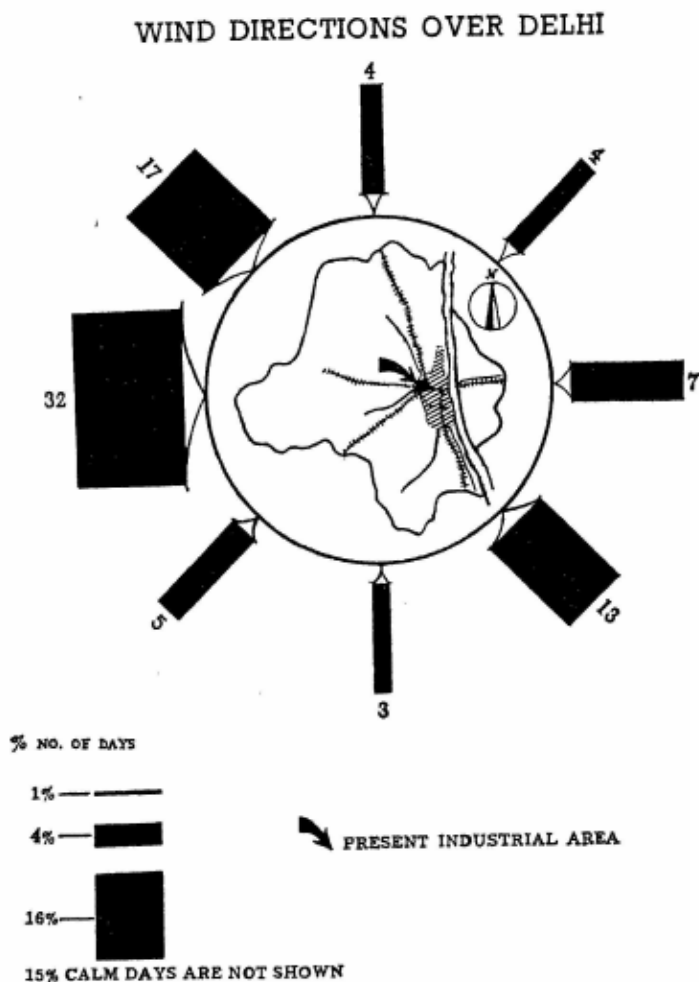 WIND DIRECTIONS OVER DELHI
4
4
17
N
32
7
5
13
3
% NO. OF DAYS
1%
4%
PRESENT INDUSTRIAL AREA
16%
15% CALM DAYS ARE NOT SHOWN